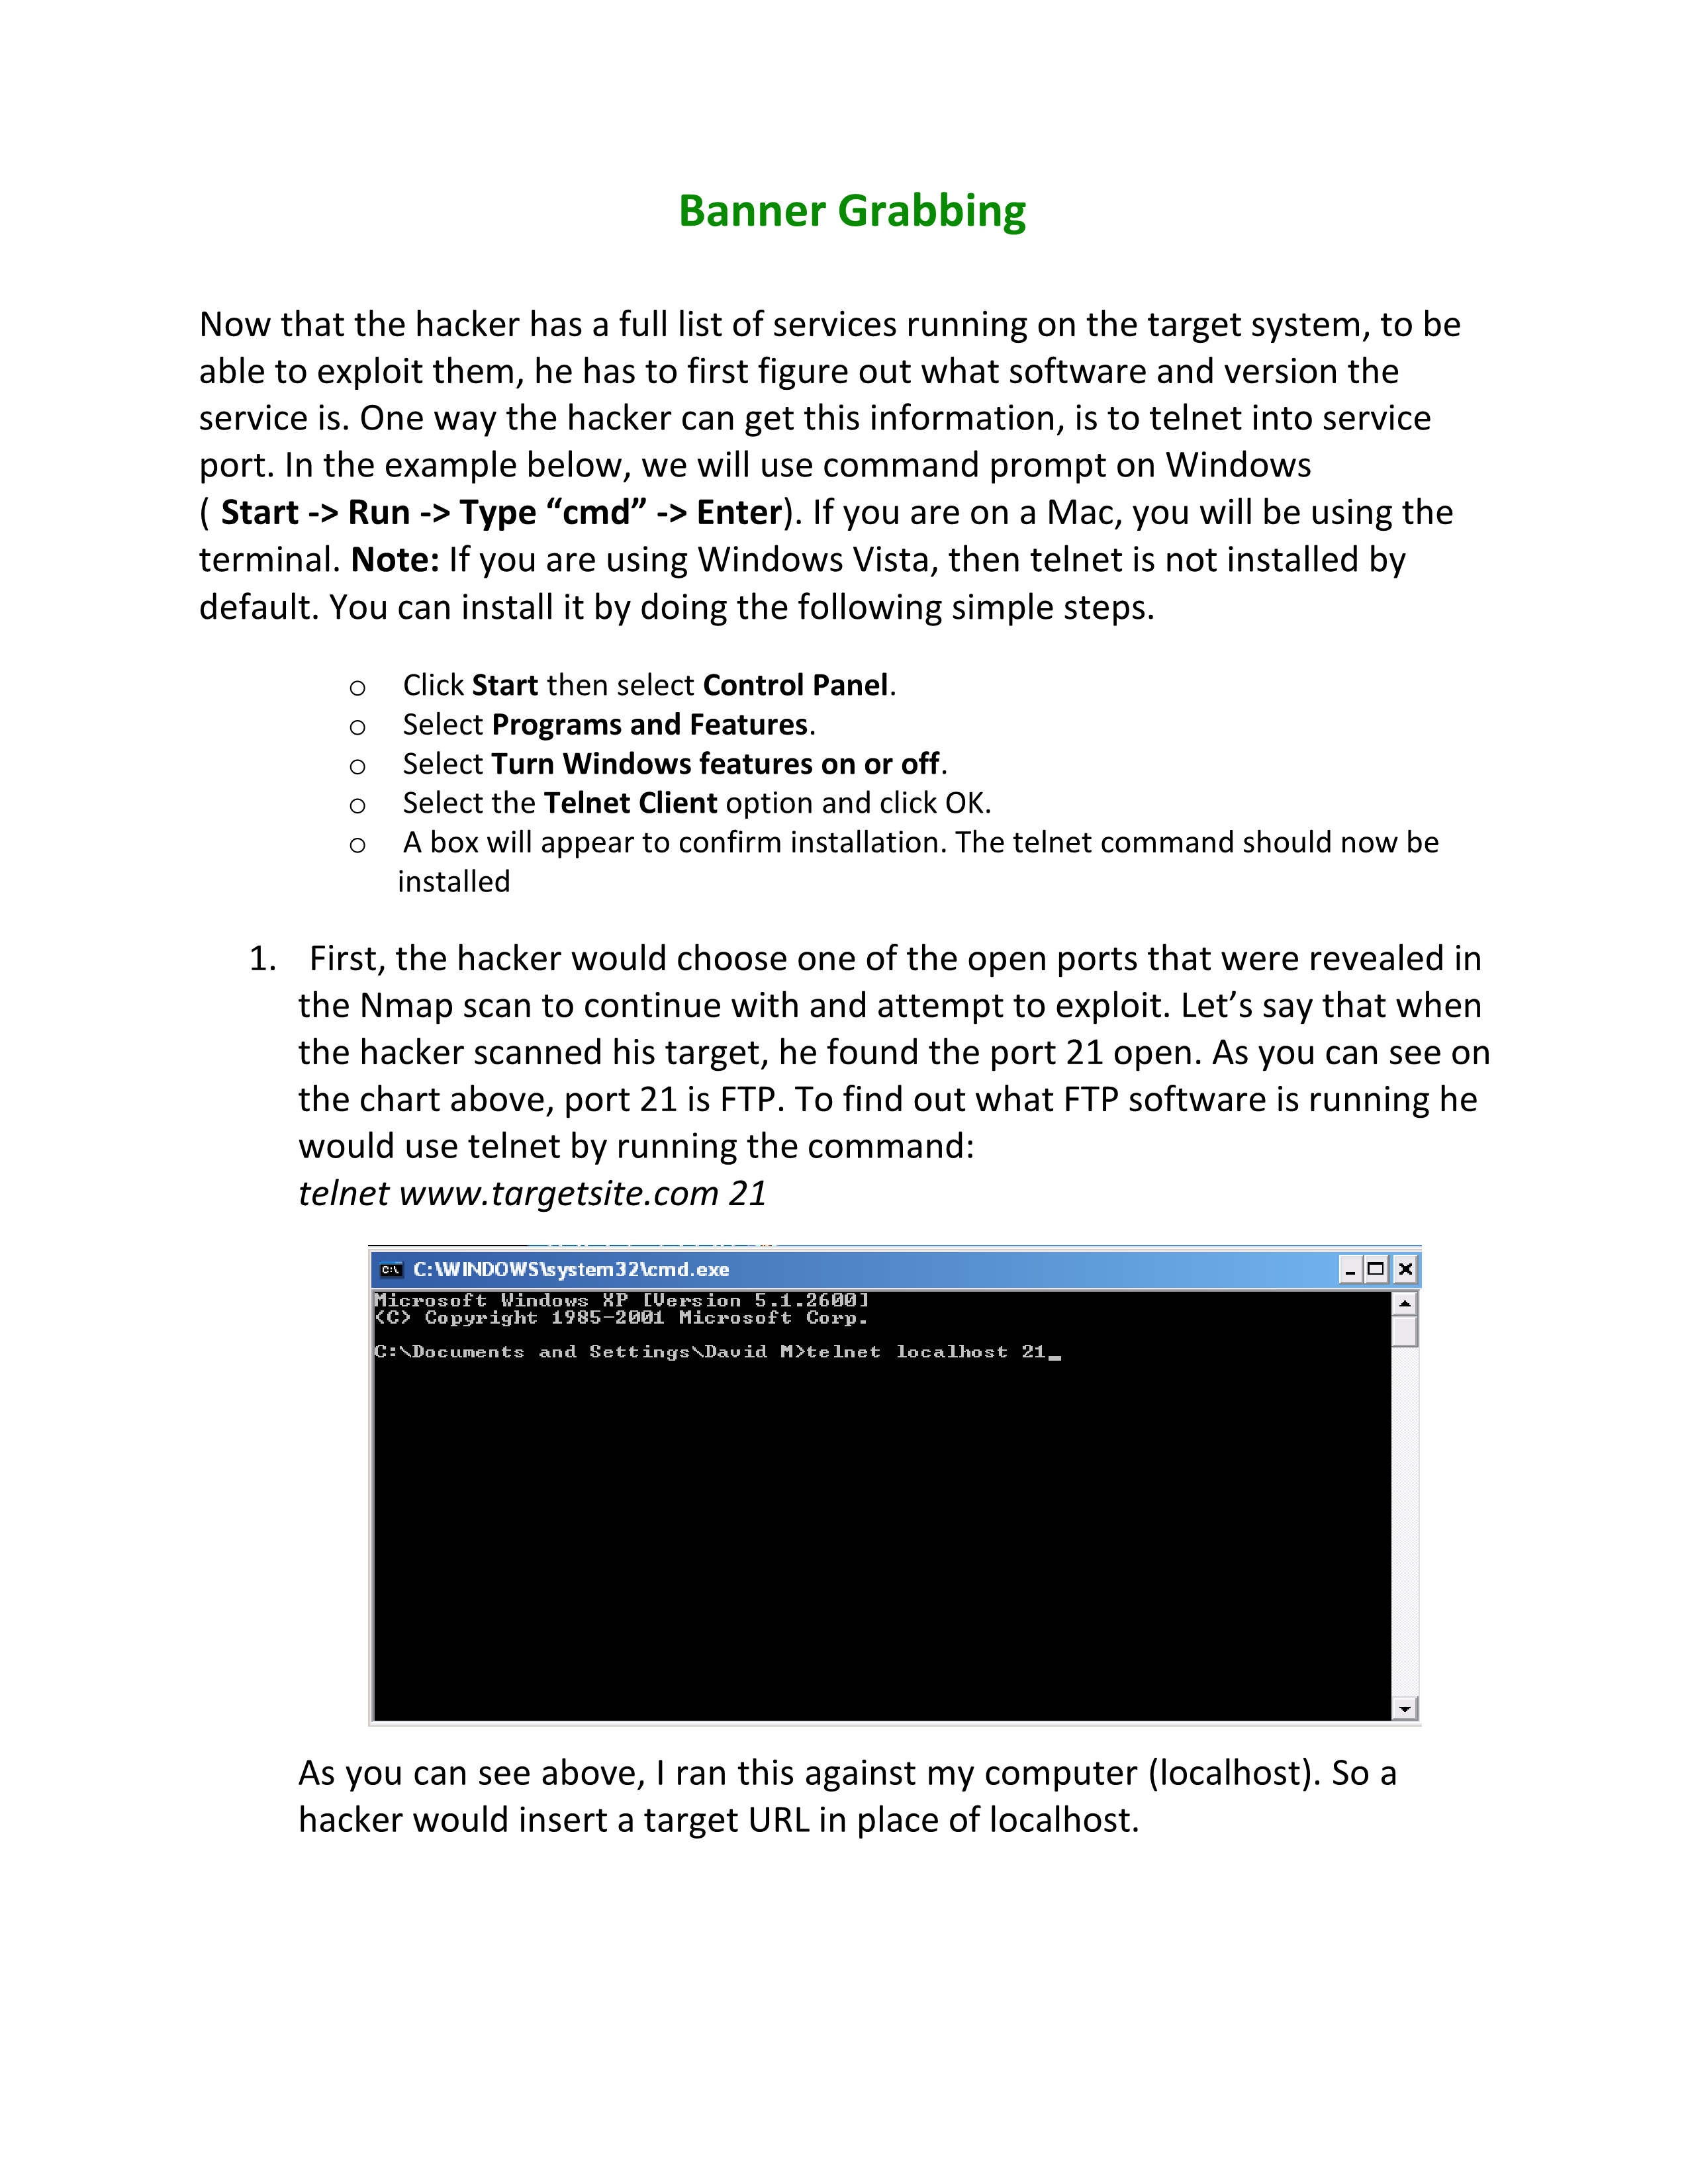 Banner Grabbing
Now that the hacker has a full list of services running on the target system, to be
able to exploit them, he has to first figure out what software and version the
service is. One way the hacker can get this information, is to telnet into service
port. In the example below, we will use command prompt on Windows
( Start -> Run -> Type “cmd” -> Enter). If you are on a Mac, you will be using the
terminal. Note: If you are using Windows Vista, then telnet is not installed by
default. You can install it by doing the following simple steps.
o Click Start then select Control Panel.
o Select Programs and Features.
o Select Turn Windows features on or off.
o Select the Telnet Client option and click OK.
o A box will appear to confirm installation. The telnet command should now be
installed
1. First, the hacker would choose one of the open ports that were revealed in
the Nmap scan to continue with and attempt to exploit. Let’s say that when
the hacker scanned his target, he found the port 21 open. As you can see on
the chart above, port 21 is FTP. To find out what FTP software is running he
would use telnet by running the command:
telnet www.targetsite.com 21
C:\WINDOWS\system32\cmd.exe
Microsoft Windows XP [Version 5.1.2600]
(C) Copyright 1985-2001 Microsoft Corp.
C:\Documents and Settings\David M>telnet localhost 21_
As you can see above, I ran this against my computer (localhost). So a
hacker would insert a target URL in place of localhost.